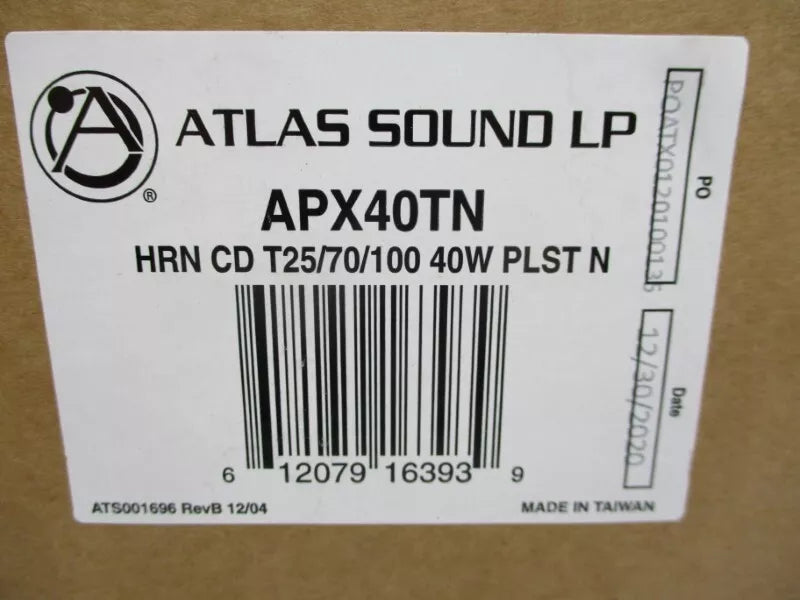 A
®
ATLAS SOUND LP
APX40TN
HRN CD T25/70/100 40W PLST N
6 12079 16393 9
ATS001696 RevB 12/04
MADE IN TAIWAN
PO
POATX0120100135
Date
12/30/2020